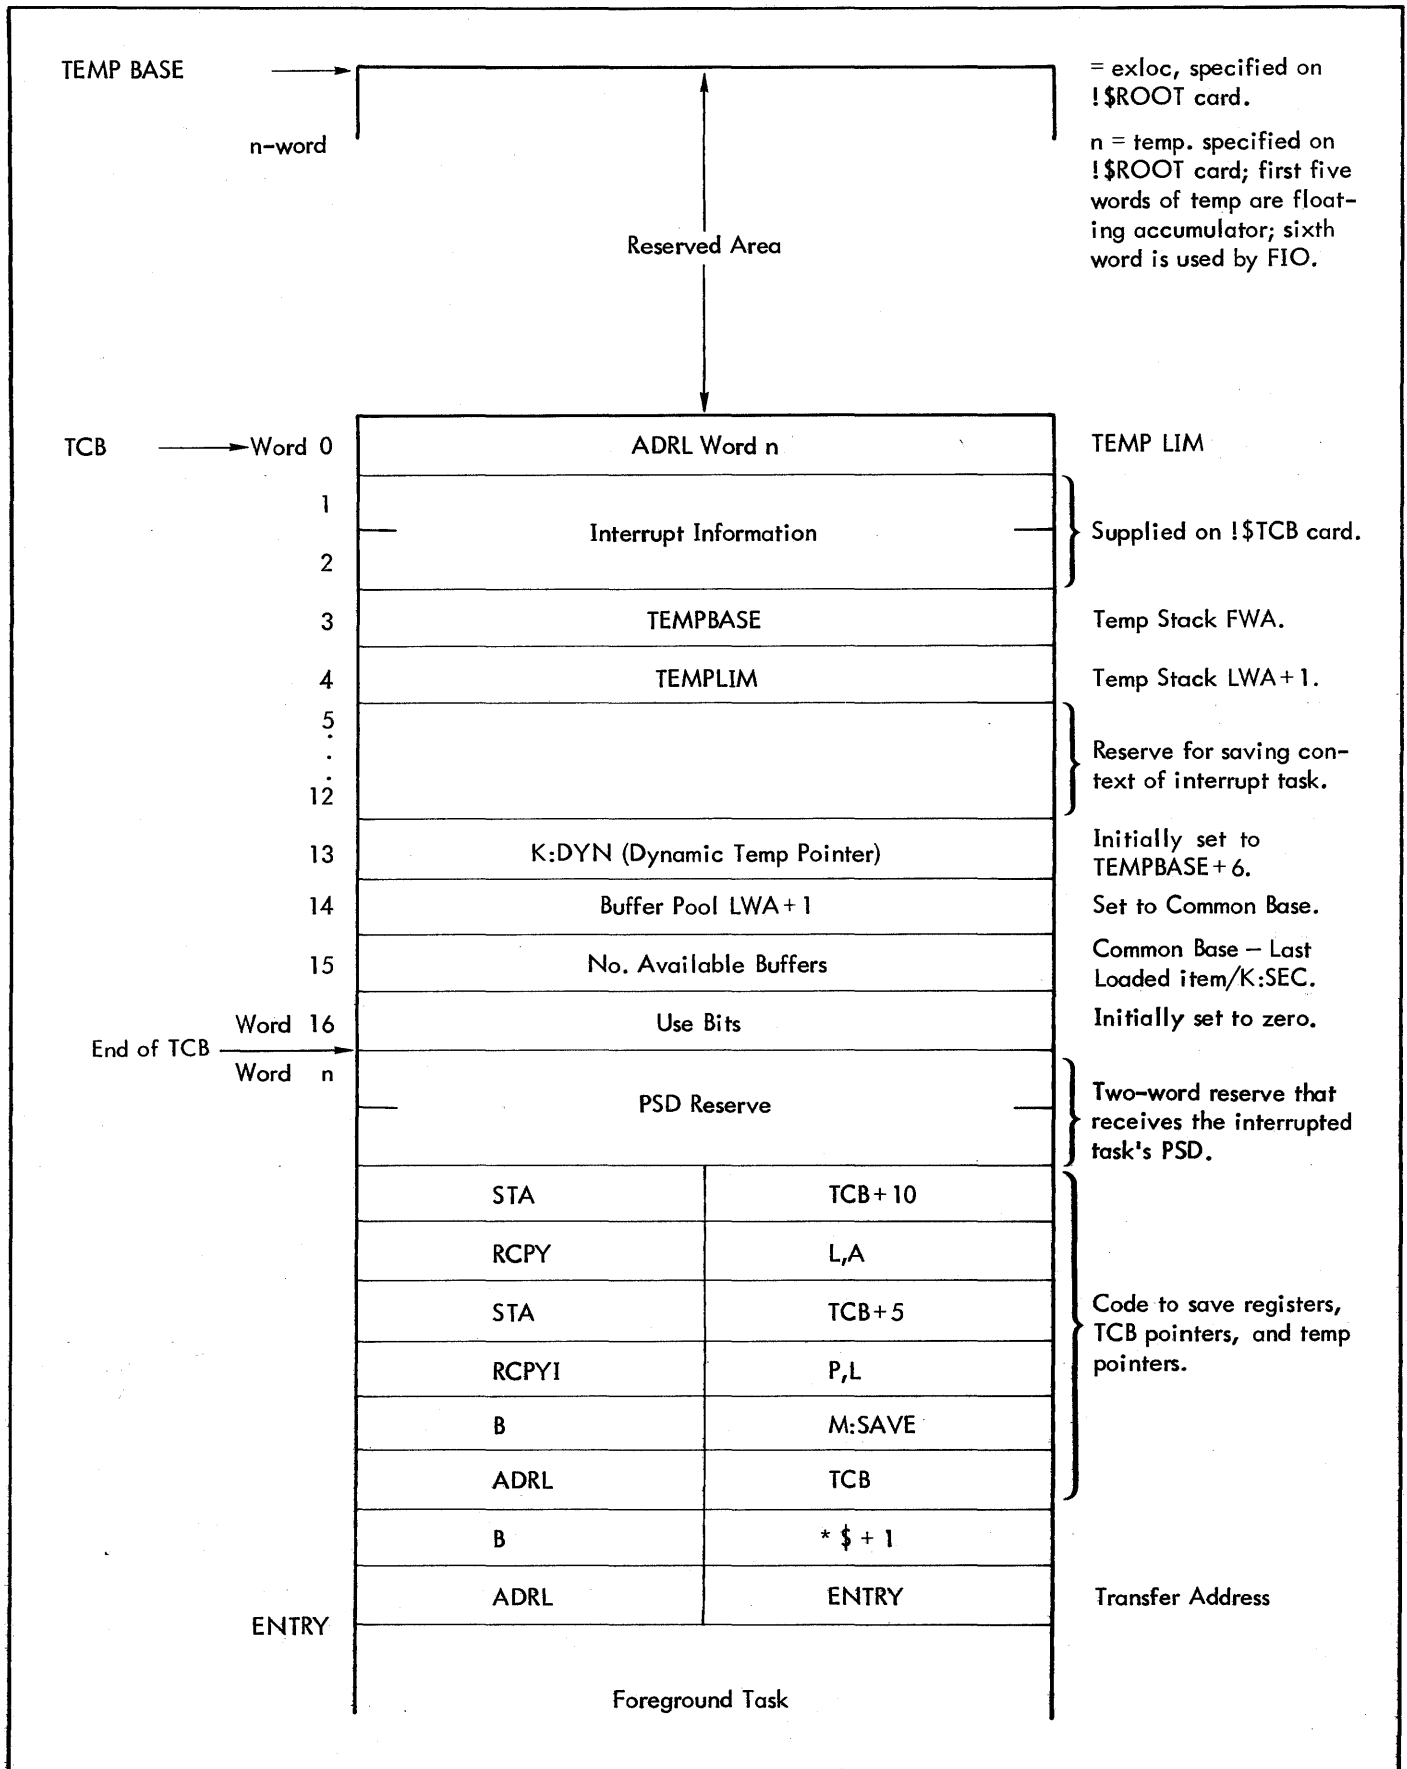 TEMP BASE
= exloc, specified on
!$ROOT card.
n-word
n = temp. specified on
!$ROOT card; first five
words of temp are float-
ing accumulator; sixth
word is used by FIO.
Reserved Area
TCB
Word 0
ADRL Word n
TEMP LIM
1
Interrupt Information
Supplied on !$TCB card.
2
3
TEMPBASE
Temp Stack FWA.
4
TEMPLIM
Temp Stack LWA+1.
5
.
.
.
12
Reserve for saving con-
text of interrupt task.
13
K:DYN (Dynamic Temp Pointer)
Initially set to
TEMPBASE+6.
14
Buffer Pool LWA+1
Set to Common Base.
15
No. Available Buffers
Common Base – Last
Loaded item/K:SEC.
Word 16
Use Bits
Initially set to zero.
End of TCB
Word n
PSD Reserve
Two-word reserve that
receives the interrupted
task's PSD.
STA TCB+10
RCPY L,A
STA TCB+5
RCPYI P,L
B M:SAVE
ADRL TCB
Code to save registers,
TCB pointers, and temp
pointers.
B * $ + 1
ADRL ENTRY
Transfer Address
ENTRY
Foreground Task